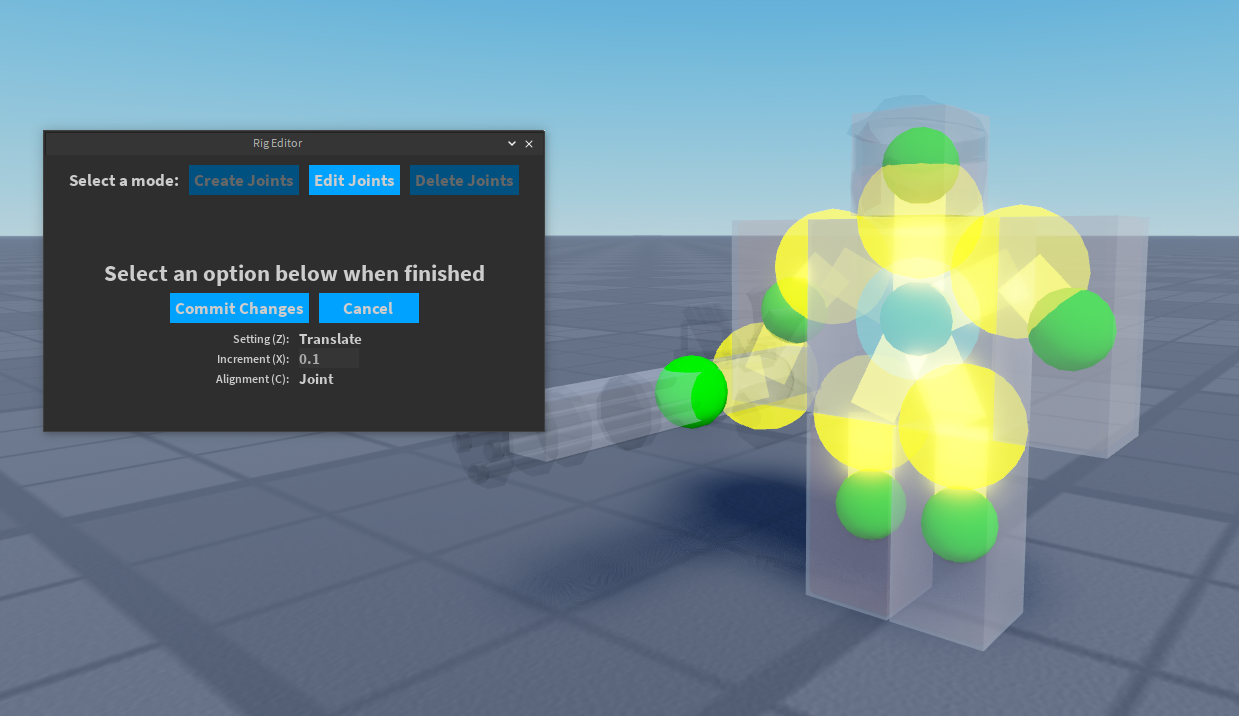 Rig Editor
Select a mode: Create Joints Edit Joints Delete Joints
Select an option below when finished
Commit Changes Cancel
Setting (Z): Translate
Increment (X): 0.1
Alignment (C): Joint